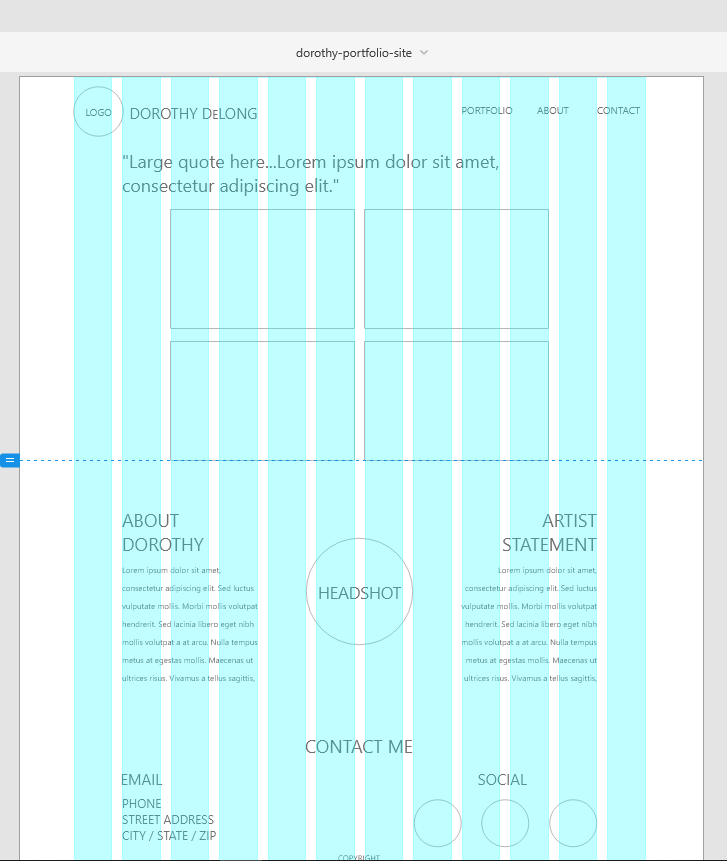 dorothy-portfolio-site
LOGO
DOROTHY DeLONG
PORTFOLIO
ABOUT
CONTACT
"Large quote here...Lorem ipsum dolor sit amet,
consectetur adipiscing elit."
ABOUT
DOROTHY
Lorem ipsum dolor sit amet,
consectetur adipiscing elit. Sed luctus
vulputate mollis. Morbi mollis volutpat
hendrerit. Sed lacinia libero eget nibh
mollis volutpat a at arcu. Nulla tempus
metus at egestas mollis. Maecenas ut
ultrices risus. Vivamus a tellus sagittis,
HEADSHOT
ARTIST
STATEMENT
Lorem ipsum dolor sit amet,
consectetur adipiscing elit. Sed luctus
vulputate mollis. Morbi mollis volutpat
hendrerit. Sed lacinia libero eget nibh
mollis volutpat a at arcu. Nulla tempus
metus at egestas mollis. Maecenas ut
ultrices risus. Vivamus a tellus sagittis,
CONTACT ME
EMAIL
PHONE
STREET ADDRESS
CITY / STATE / ZIP
SOCIAL
COPYRIGHT